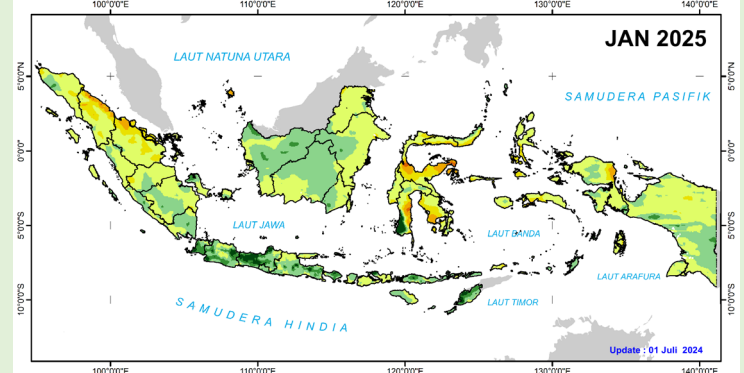 100°0'0"E 110°0'0"E 120°0'0"E 130°0'0"E 140°0'0"E
JAN 2025
LAUT NATUNA UTARA
5°0'0"N 5°0'0"N
SAMUDERA PASIFIK
0°0'0" 0°0'0"
LAUT JAWA
LAUT BANDA
5°0'0"S 5°0'0"S
LAUT ARAFURA
SAMUDERA HINDIA
LAUT TIMOR
10°0'0"S 10°0'0"S
Update : 01 Juli 2024
100°0'0"E 110°0'0"E 120°0'0"E 130°0'0"E 140°0'0"E